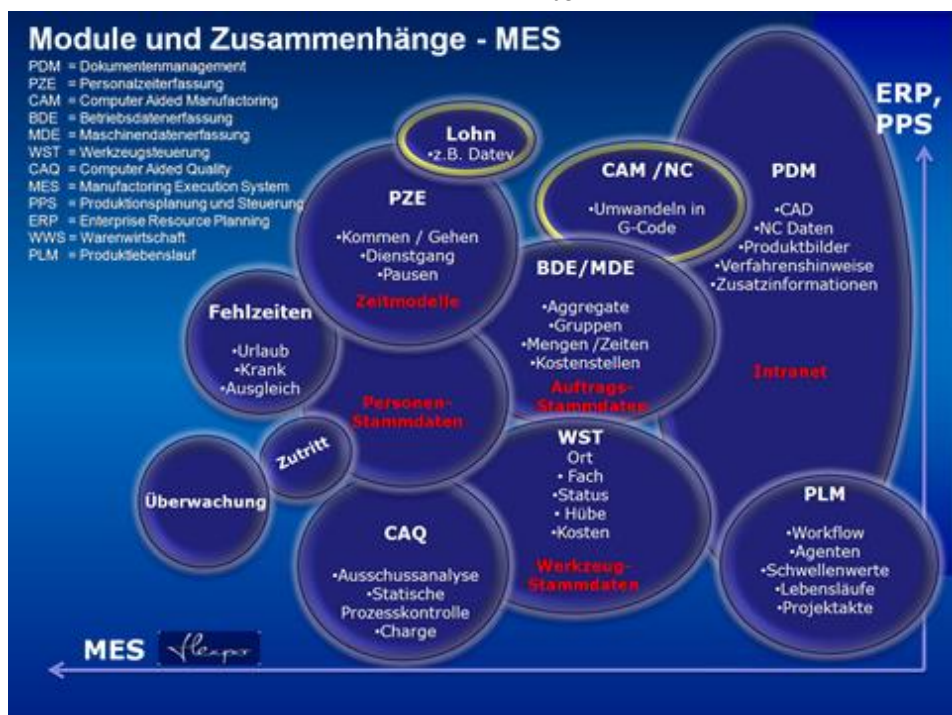 Module und Zusammenhänge - MES
PDM = Dokumentenmanagement
PZE = Personalzeiterfassung
CAM = Computer Aided Manufactoring
BDE = Betriebsdatenerfassung
MDE = Maschinendatenerfassung
WST = Werkzeugsteuerung
CAQ = Computer Aided Quality
MES = Manufactoring Execution System
PPS = Produktionsplanung und Steuerung
ERP = Enterprise Resource Planning
WWS = Warenwirtschaft
PLM = Produktlebenslauf
ERP,
PPS
Lohn
•z.B. Datev
PZE
•Kommen / Gehen
•Dienstgang
•Pausen
Zeitmodelle
CAM /NC
•Umwandeln in
G-Code
PDM
•CAD
•NC Daten
•Produktbilder
•Verfahrenshinweise
•Zusatzinformationen
Intranet
BDE/MDE
•Aggregate
•Gruppen
•Mengen /Zeiten
•Kostenstellen
Auftrags-
Stammdaten
Fehlzeiten
•Urlaub
•Krank
•Ausgleich
Personen-
Stammdaten
Zutritt
Überwachung
WST
Ort
•Fach
•Status
•Hübe
•Kosten
Werkzeug-
Stammdaten
CAQ
•Ausschussanalyse
•Statische
Prozesskontrolle
•Charge
PLM
•Workflow
•Agenten
•Schwellenwerte
•Lebensläufe
•Projektakte
MES